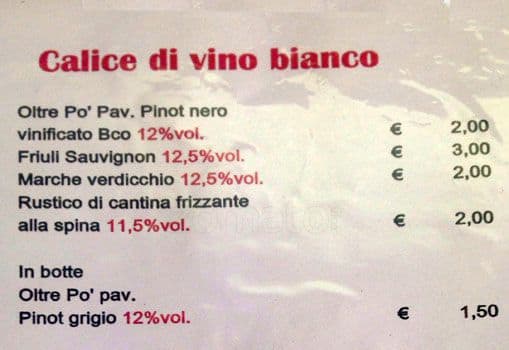 Calice di vino bianco
Oltre Po' Pav. Pinot nero
vinificato Bco 12%vol. € 2,00
Friuli Sauvignon 12,5%vol. € 3,00
Marche verdicchio 12,5%vol. € 2,00
Rustico di cantina frizzante
alla spina 11,5%vol. € 2,00
In botte
Oltre Po' pav.
Pinot grigio 12%vol. € 1,50